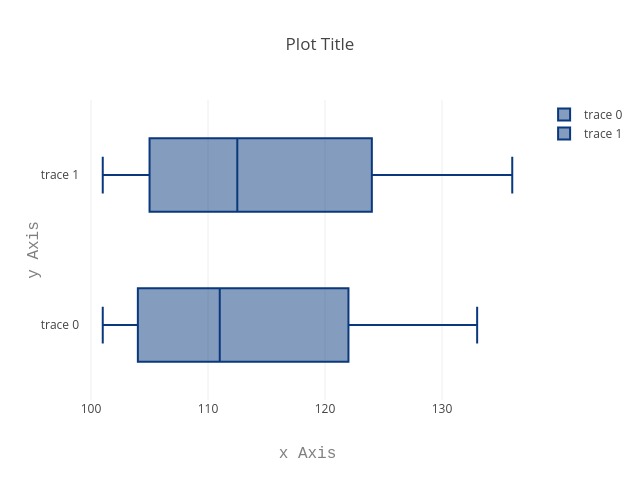 Plot Title
trace 0
trace 1
trace 1
y Axis
trace 0
100 110 120 130
x Axis